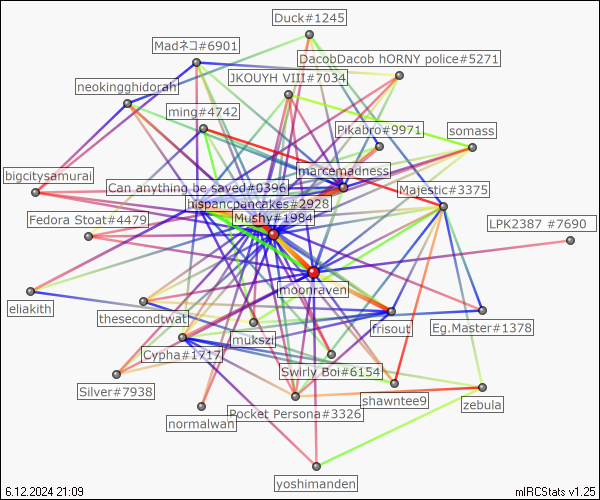 Duck#1245
Madネコ#6901
DacobDacob hORNY police#5271
JKOUYH VIII#7034
neokingghidorah
ming#4742
Pikabro#9971
somass
marcemadness
bigcitysamurai
Can anything be saved#0396
Majestic#3375
hispanicpancakes#2928
Mushy#1984
Fedora Stoat#4479
LPK2387 #7690
moonraven
eliakith
thesecondtwat
frisout
Eg.Master#1378
mukszi
Cypha#1717
Swirly Boi#6154
Silver#7938
shawntee9
zebula
Pocket Persona#3326
normalwan
yoshimanden
6.12.2024 21:09
mIRCStats v1.25